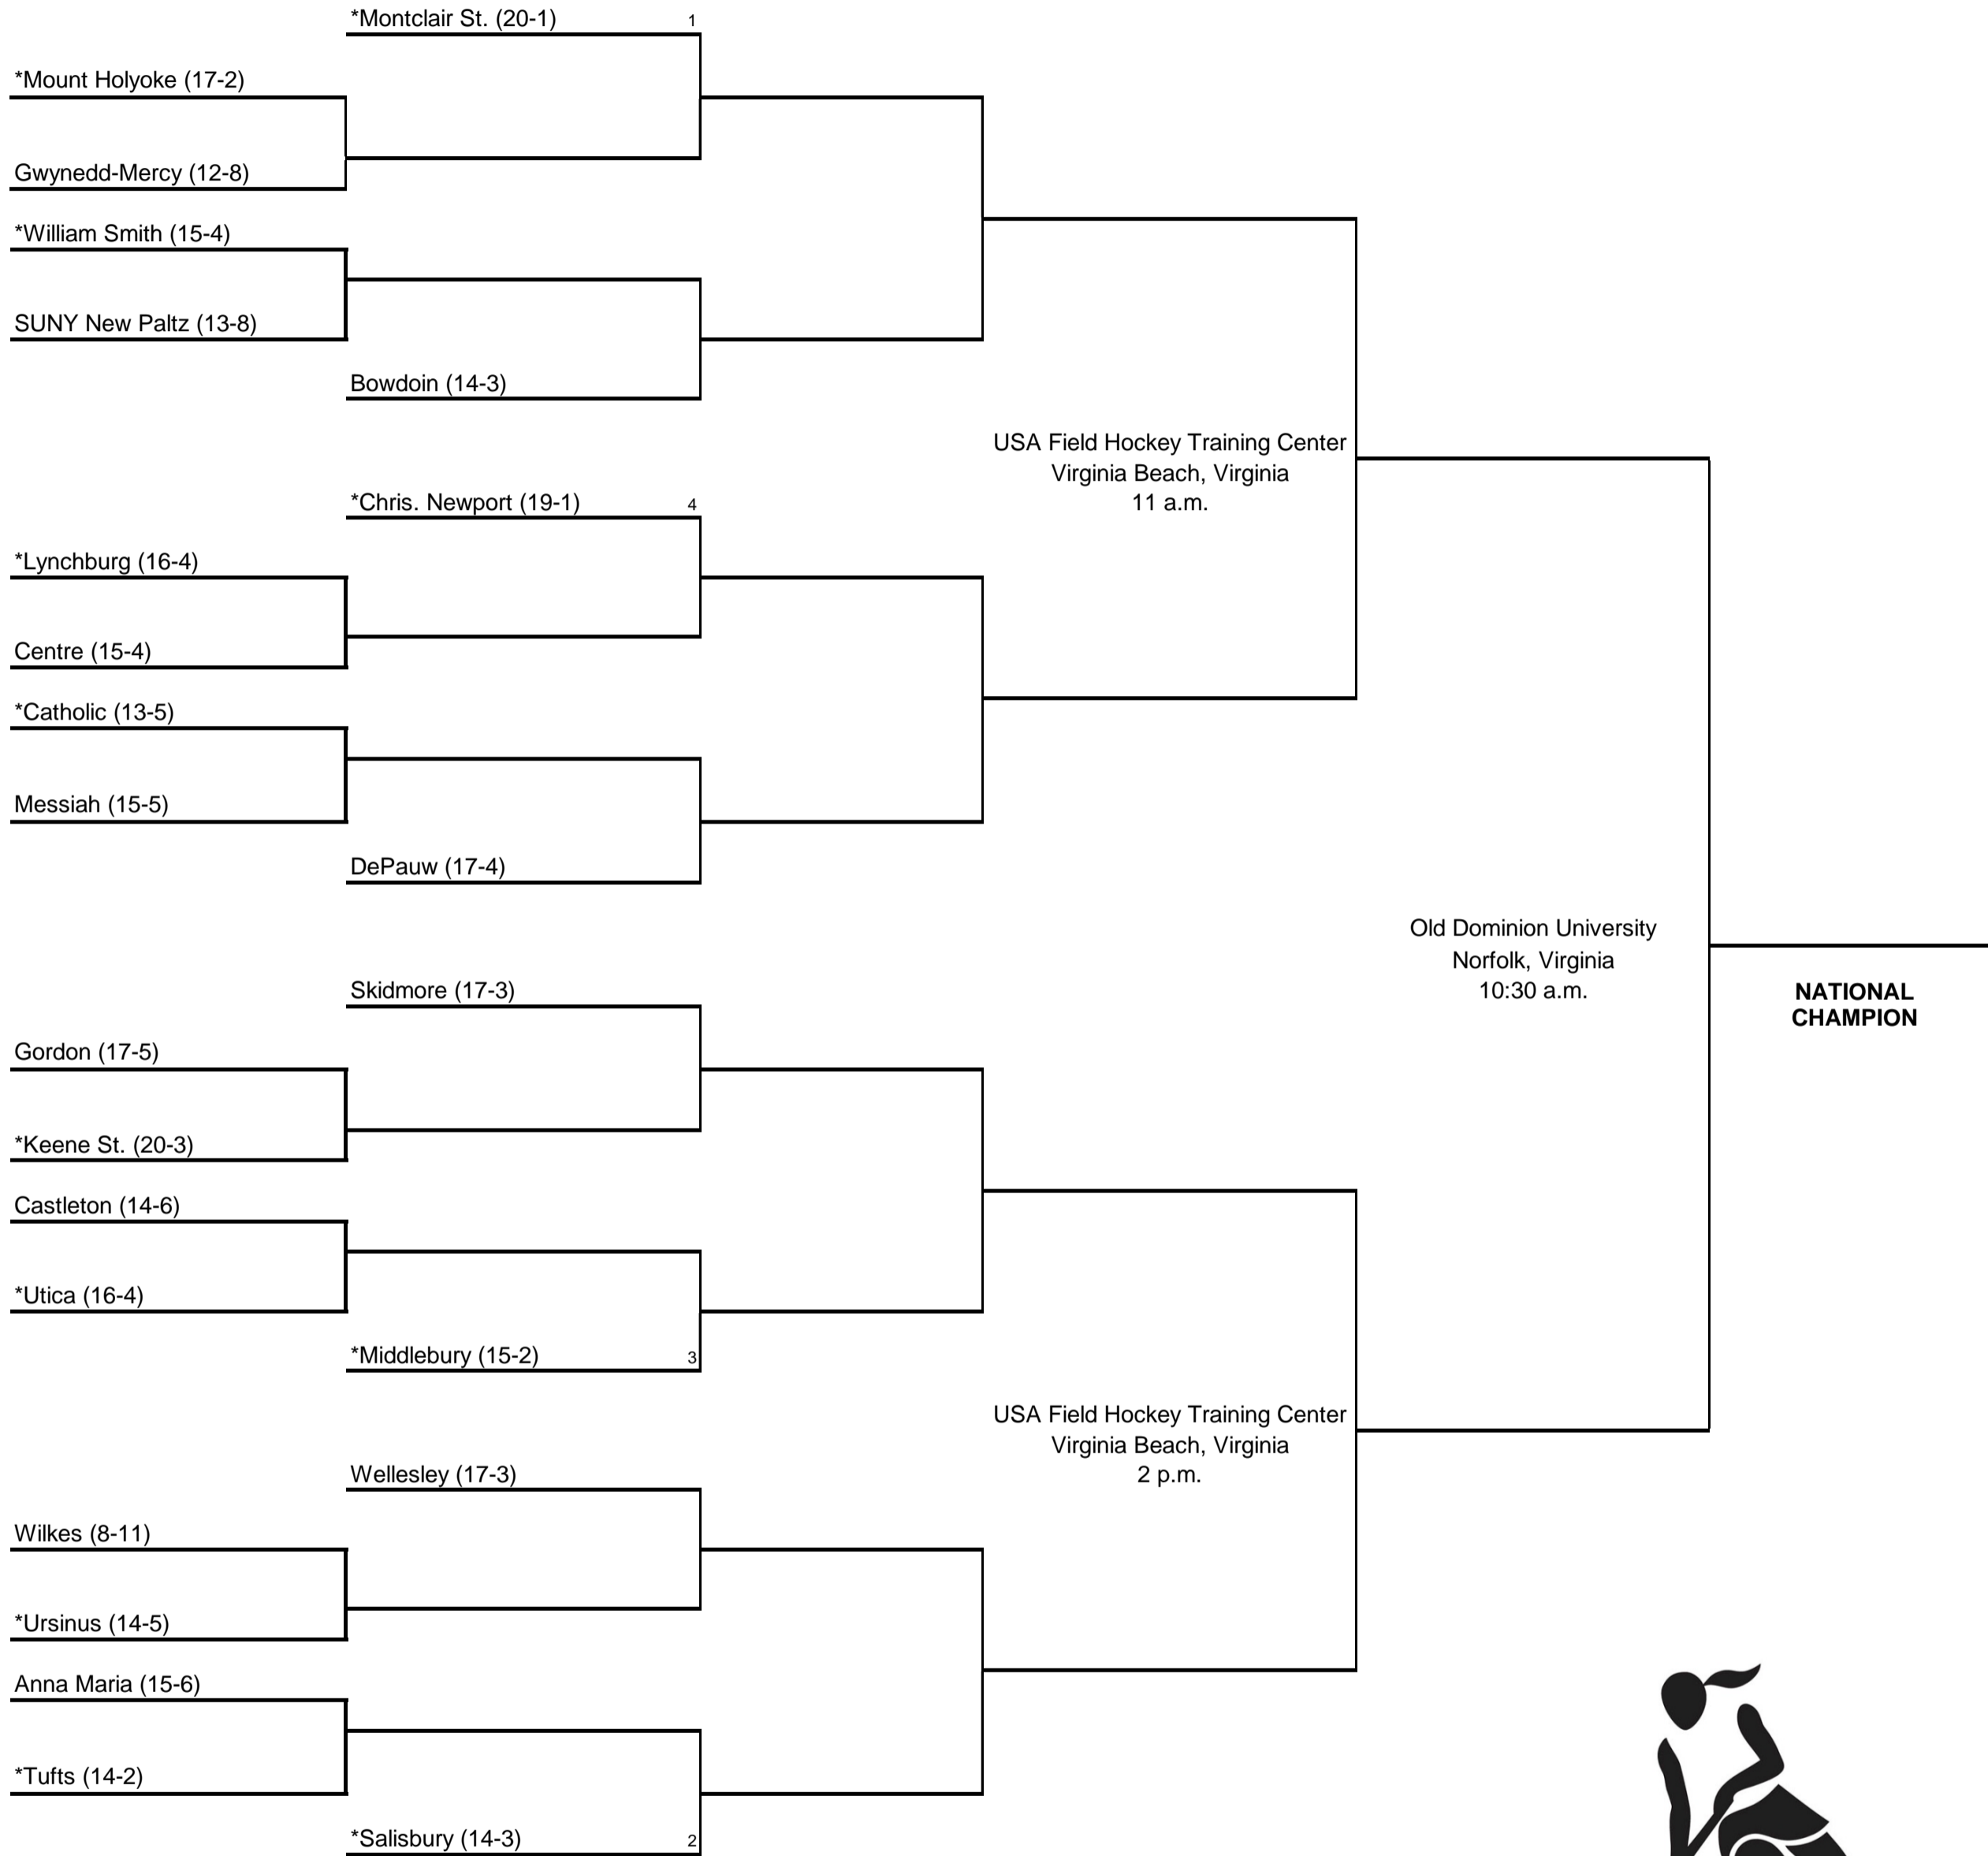 *Montclair St. (20-1) 1
*Mount Holyoke (17-2)
Gwynedd-Mercy (12-8)
*William Smith (15-4)
SUNY New Paltz (13-8)
Bowdoin (14-3)
USA Field Hockey Training Center
Virginia Beach, Virginia
11 a.m.
*Chris. Newport (19-1) 4
*Lynchburg (16-4)
Centre (15-4)
*Catholic (13-5)
Messiah (15-5)
DePauw (17-4)
Old Dominion University
Norfolk, Virginia
10:30 a.m.
NATIONAL
CHAMPION
Skidmore (17-3)
Gordon (17-5)
*Keene St. (20-3)
Castleton (14-6)
*Utica (16-4)
*Middlebury (15-2) 3
USA Field Hockey Training Center
Virginia Beach, Virginia
2 p.m.
Wellesley (17-3)
Wilkes (8-11)
*Ursinus (14-5)
Anna Maria (15-6)
*Tufts (14-2)
*Salisbury (14-3) 2